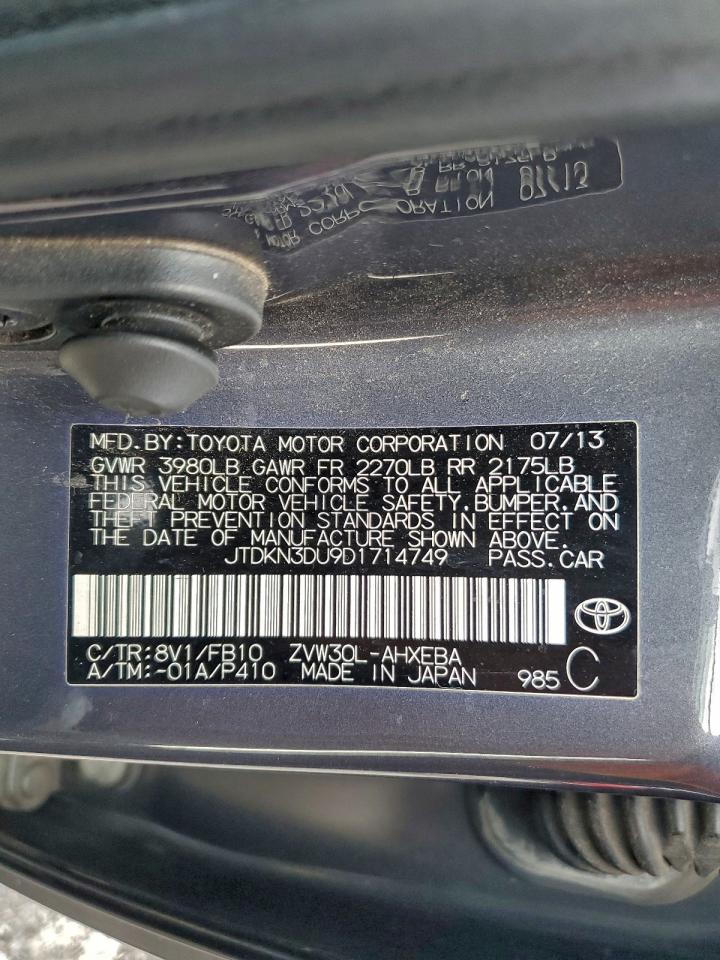 MFD. BY: TOYOTA MOTOR CORPORATION 07/13
GVWR 3980LB GAWR FR 2270LB RR 2175LB
THIS VEHICLE CONFORMS TO ALL APPLICABLE
FEDERAL MOTOR VEHICLE SAFETY, BUMPER, AND
THEFT PREVENTION STANDARDS IN EFFECT ON
THE DATE OF MANUFACTURE SHOWN ABOVE.
JTDKN3DU9D1714749 PASS. CAR
C/TR: 8V1/FB10 ZVW30L-AHXEBA
A/TM: -01A/P410 MADE IN JAPAN 985 C